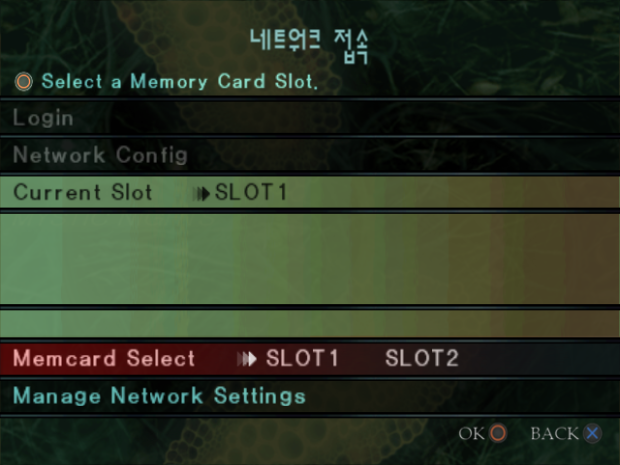 네트워크 접속
Select a Memory Card Slot.
Login
Network Config
Current Slot SLOT1
Memcard Select SLOT1 SLOT2
Manage Network Settings
OK BACK